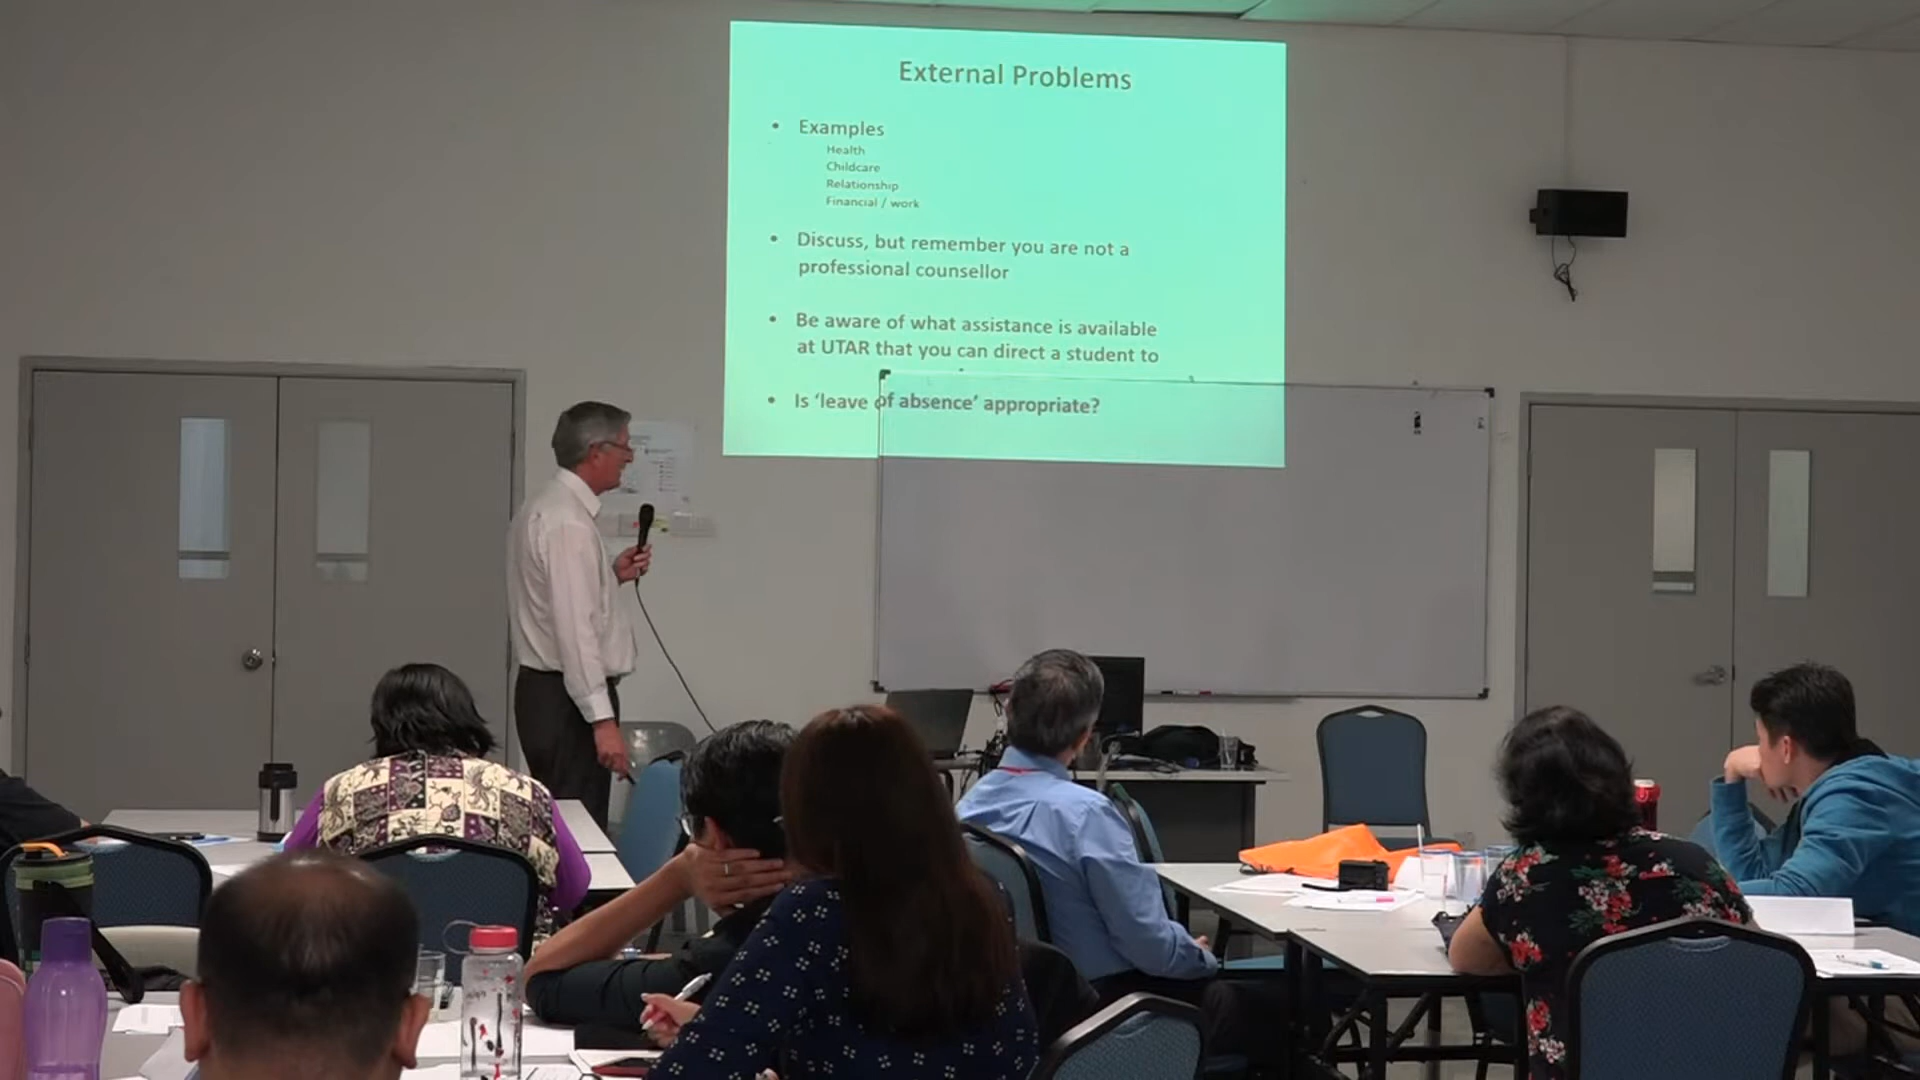 External Problems
• Examples
Health
Childcare
Relationship
Financial / work
• Discuss, but remember you are not a
professional counsellor
• Be aware of what assistance is available
at UTAR that you can direct a student to
• Is ‘leave of absence’ appropriate?